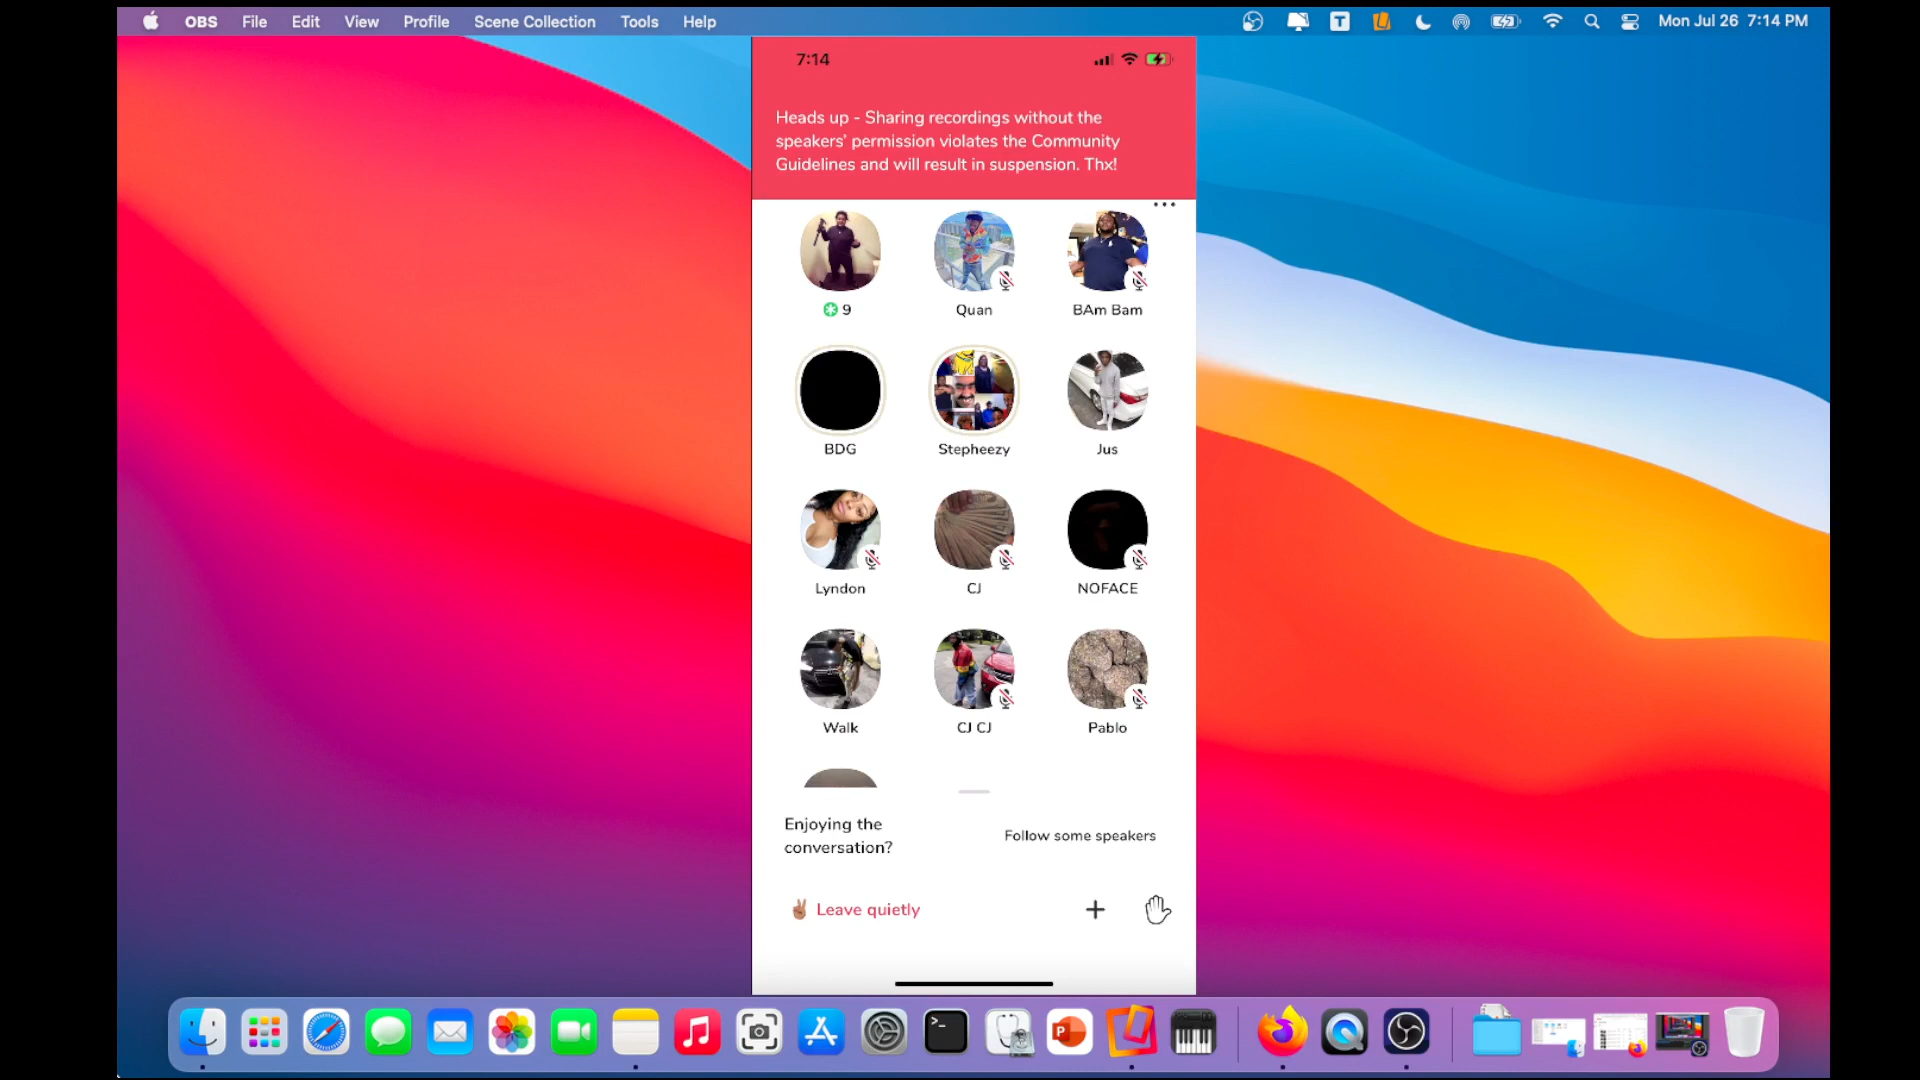 OBS File Edit View Profile Scene Collection Tools Help
T
Mon Jul 26 7:14 PM
7:14
Heads up - Sharing recordings without the
speakers' permission violates the Community
Guidelines and will result in suspension. Thx!
9
Quan
BAm Bam
BDG
Stepheezy
Jus
Lyndon
CJ
NOFACE
Walk
CJ CJ
Pablo
Enjoying the
conversation?
Follow some speakers
Leave quietly
+
>_
P